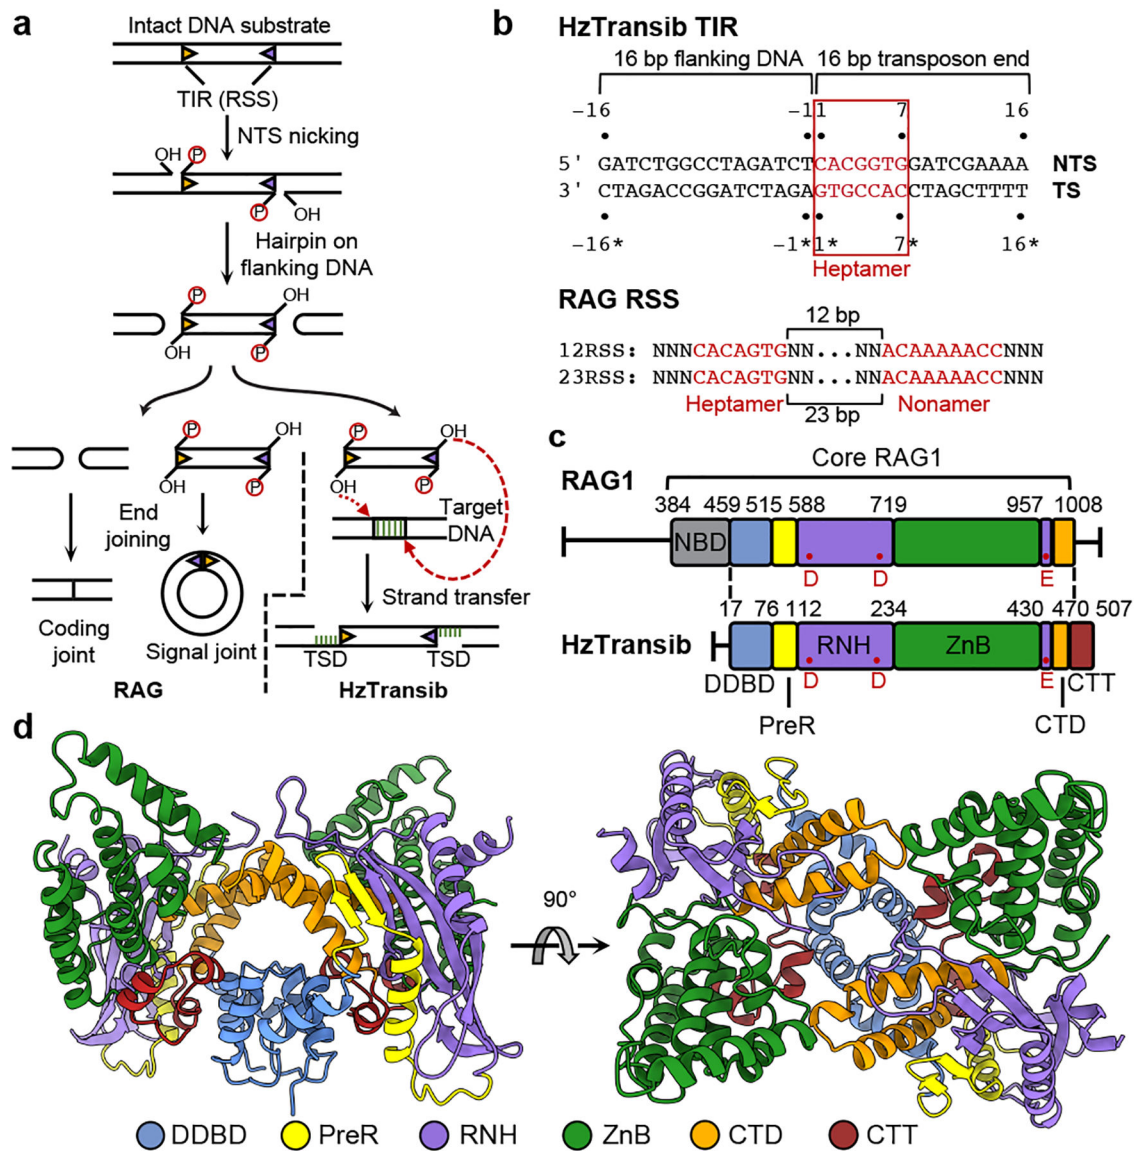 a
Intact DNA substrate
TIR (RSS)
NTS nicking
OH P
P OH
Hairpin on
flanking DNA
P OH
OH P
P OH
OH P
End
joining
Coding
joint
Signal joint
RAG
P OH
OH P
Target
DNA
Strand transfer
TSD TSD
HzTransib
b
HzTransib TIR
16 bp flanking DNA 16 bp transposon end
−16 −1 1 7 16
5' GATCTGGCCTAGATCTCACGGTGGATCGAAAA NTS
3' CTAGACCGGATCTAGAGTGCCACCTAGCTTTT TS
−16* −1* 1* 7* 16*
Heptamer
RAG RSS
12 bp
12RSS: NNNCACAGTGNN...NNACAAAAACCNNN
23RSS: NNNCACAGTGNN...NNACAAAAACCNNN
Heptamer 23 bp Nonamer
c
Core RAG1
RAG1
384 459 515 588 719 957 1008
NBD
D D E
17 76 112 234 430 470 507
HzTransib RNH ZnB
D D E
DDBD CTT
PreR CTD
d
90°
DDBD PreR RNH ZnB CTD CTT